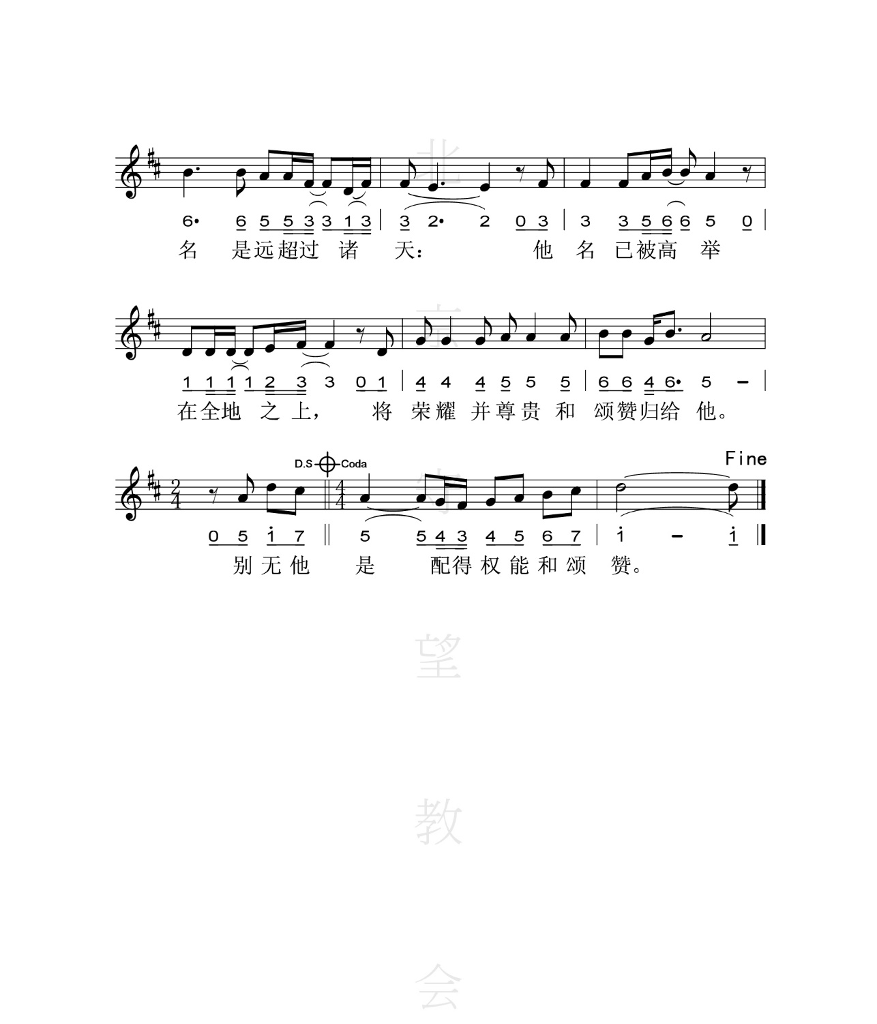 6• 6 5 5 3 3 1 3 | 3 2• 2 0 3 | 3 3 5 6 6 5 0 |
名 是远超过 诸 天： 他 名 已被高 举
1 1 1 1 2 3 3 0 1 | 4 4 4 5 5 5 | 6 6 4 6• 5 – |
在全地 之 上， 将 荣耀 并尊贵 和 颂赞归给 他。
Fine
D.S Coda
2/4 4/4
0 5 1̇ 7 || 5 5 4 3 4 5 6 7 | 1̇ – 1̇ ||
别 无 他 是 配得 权 能 和 颂 赞。
北
京
守
望
教
会